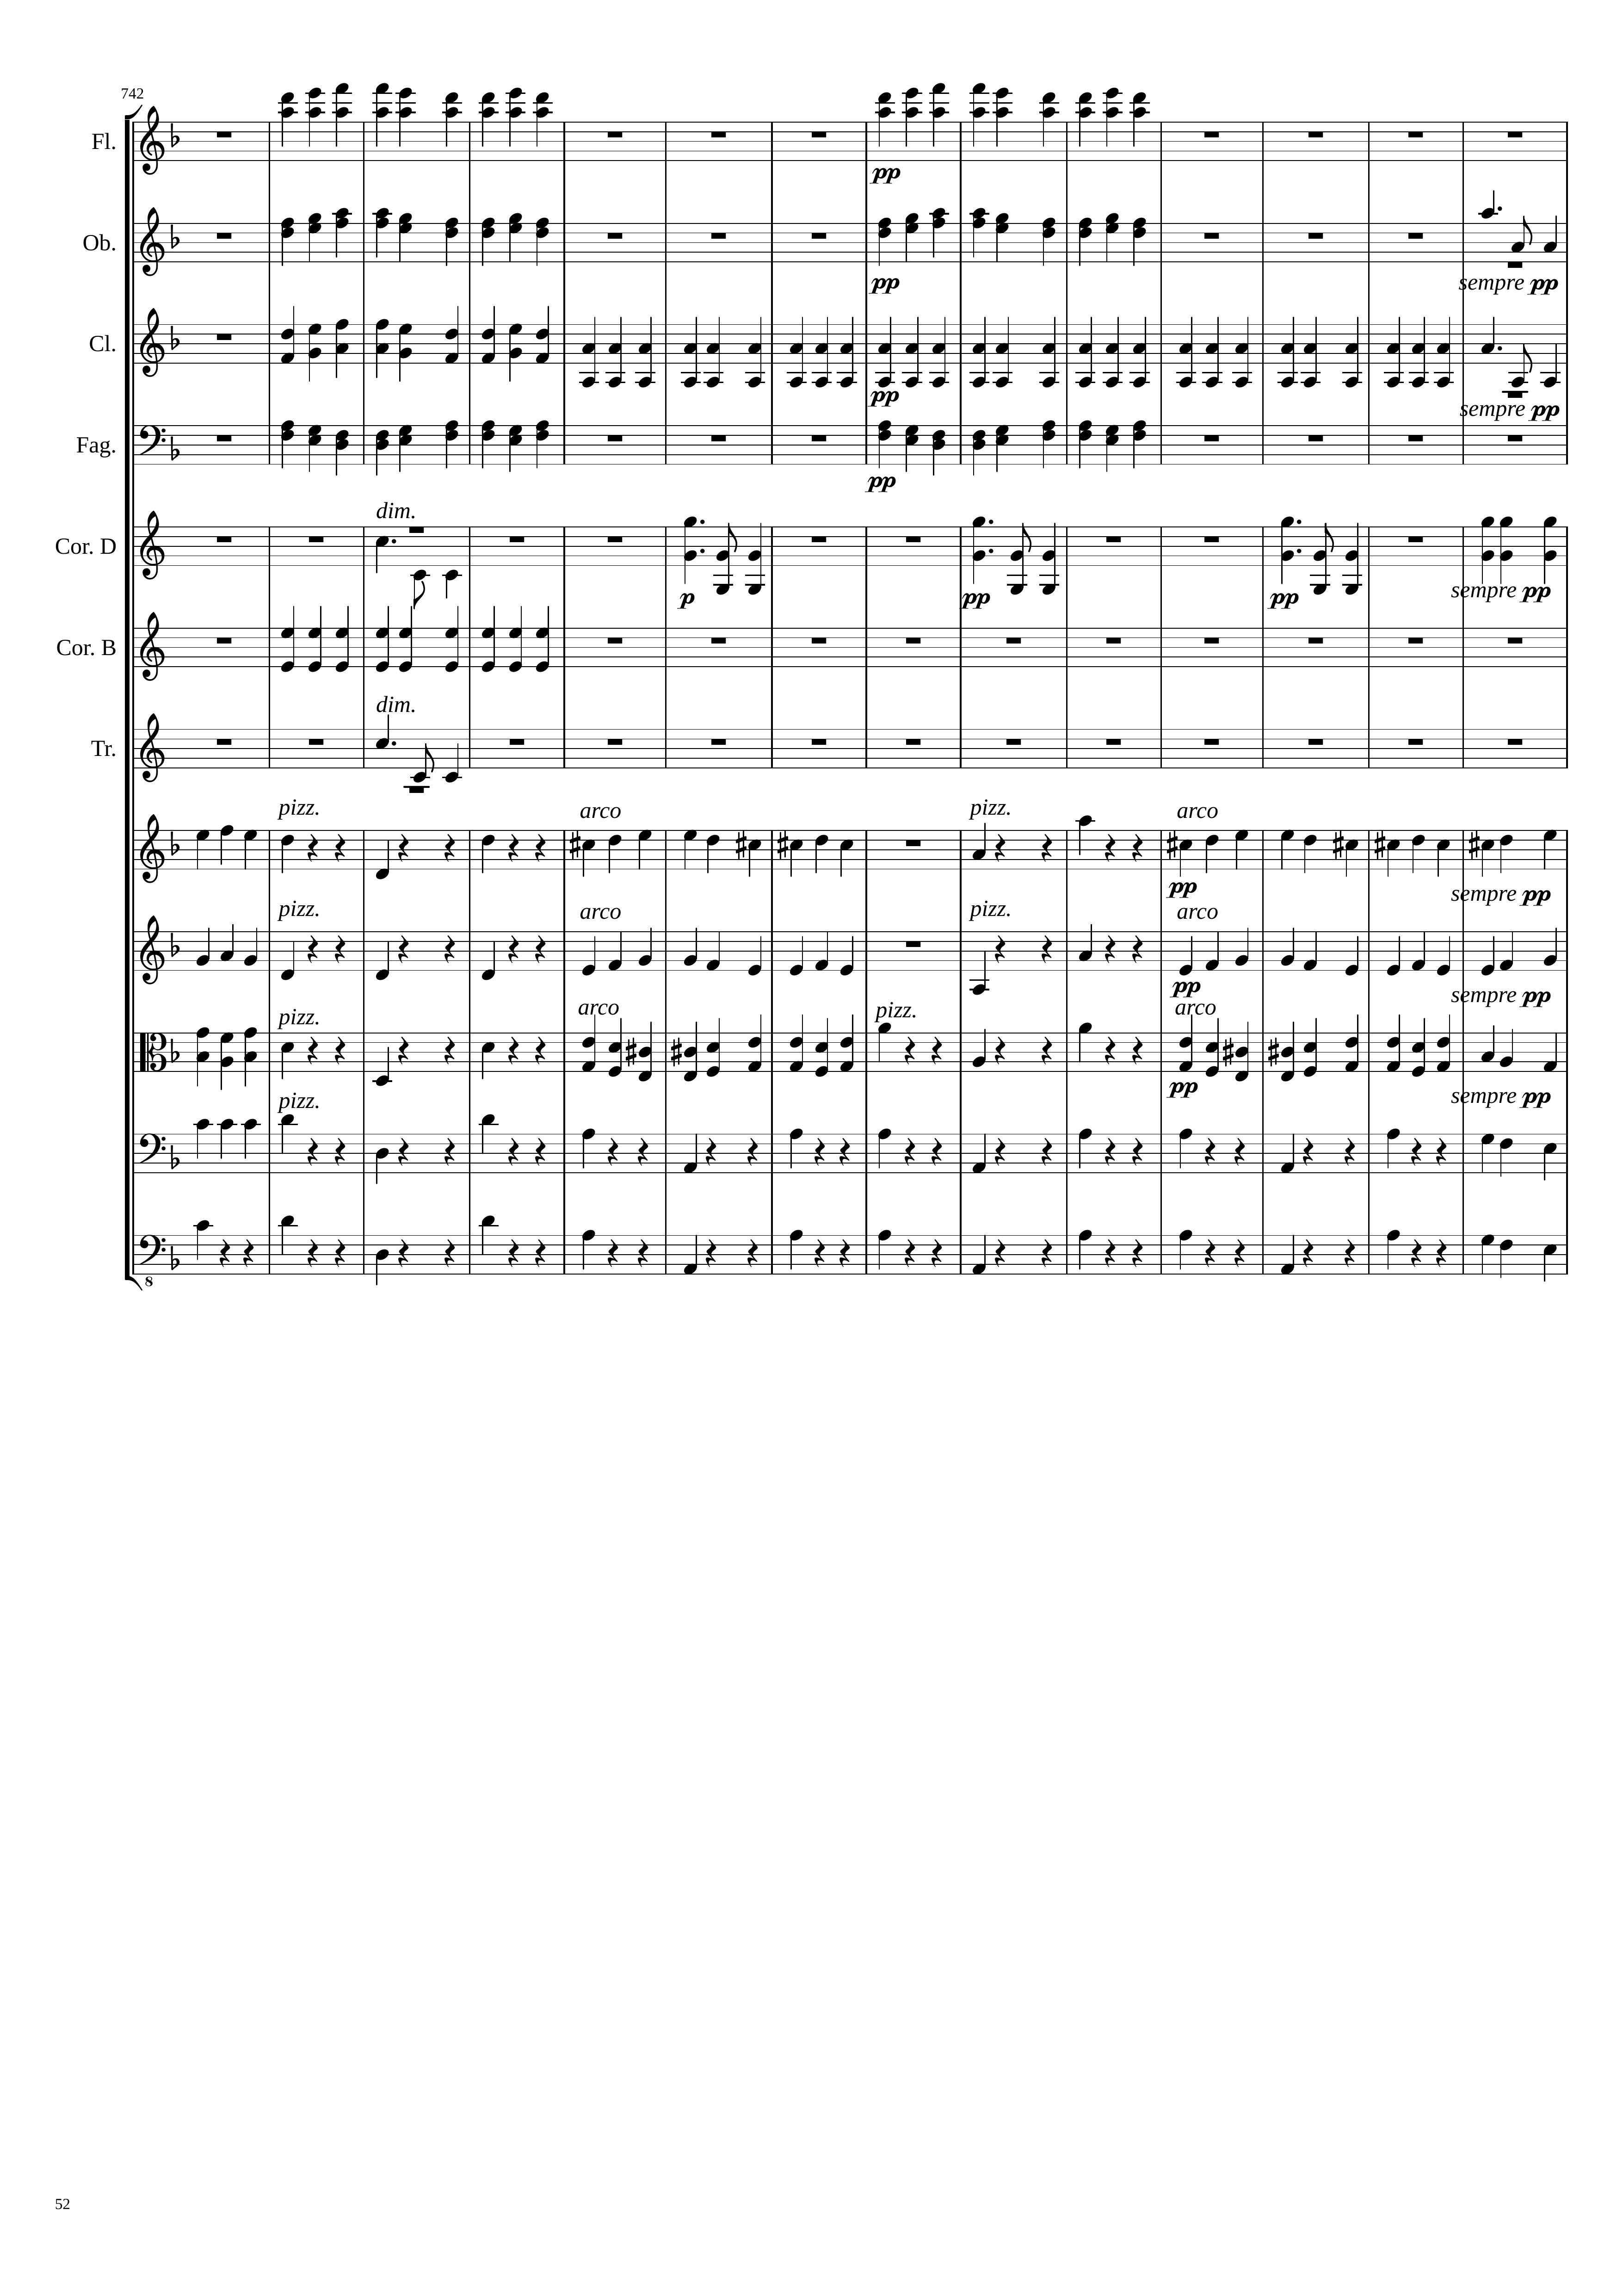 742
Fl.
pp
Ob.
pp
sempre pp
Cl.
pp
sempre pp
Fag.
pp
dim.
Cor. D
p
pp
pp
sempre pp
Cor. B
dim.
Tr.
pizz.
arco
pizz.
arco
pp
sempre pp
pizz.
arco
pizz.
arco
pp
sempre pp
pizz.
arco
pizz.
arco
pp
sempre pp
pizz.
8
52